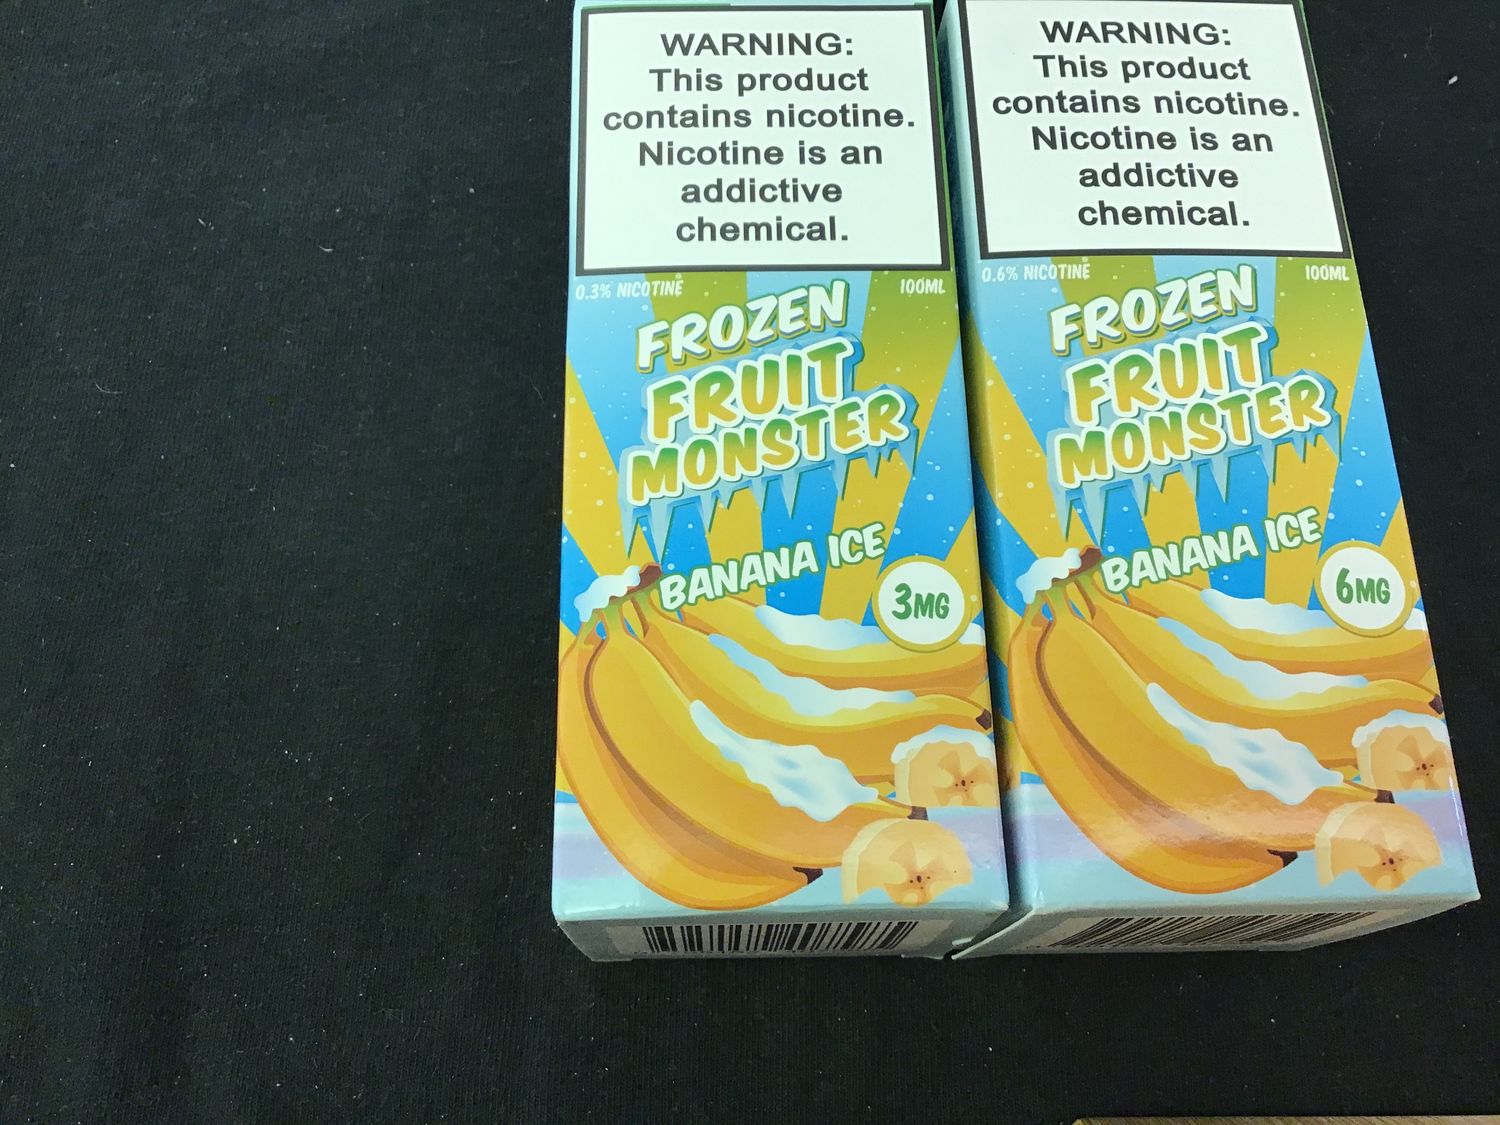 WARNING:
This product
contains nicotine.
Nicotine is an
addictive
chemical.
0.3% NICOTINE
100ML
FROZEN
FRUIT
MONSTER
BANANA ICE
3MG
WARNING:
This product
contains nicotine.
Nicotine is an
addictive
chemical.
0.6% NICOTINE
100ML
FROZEN
FRUIT
MONSTER
BANANA ICE
6MG